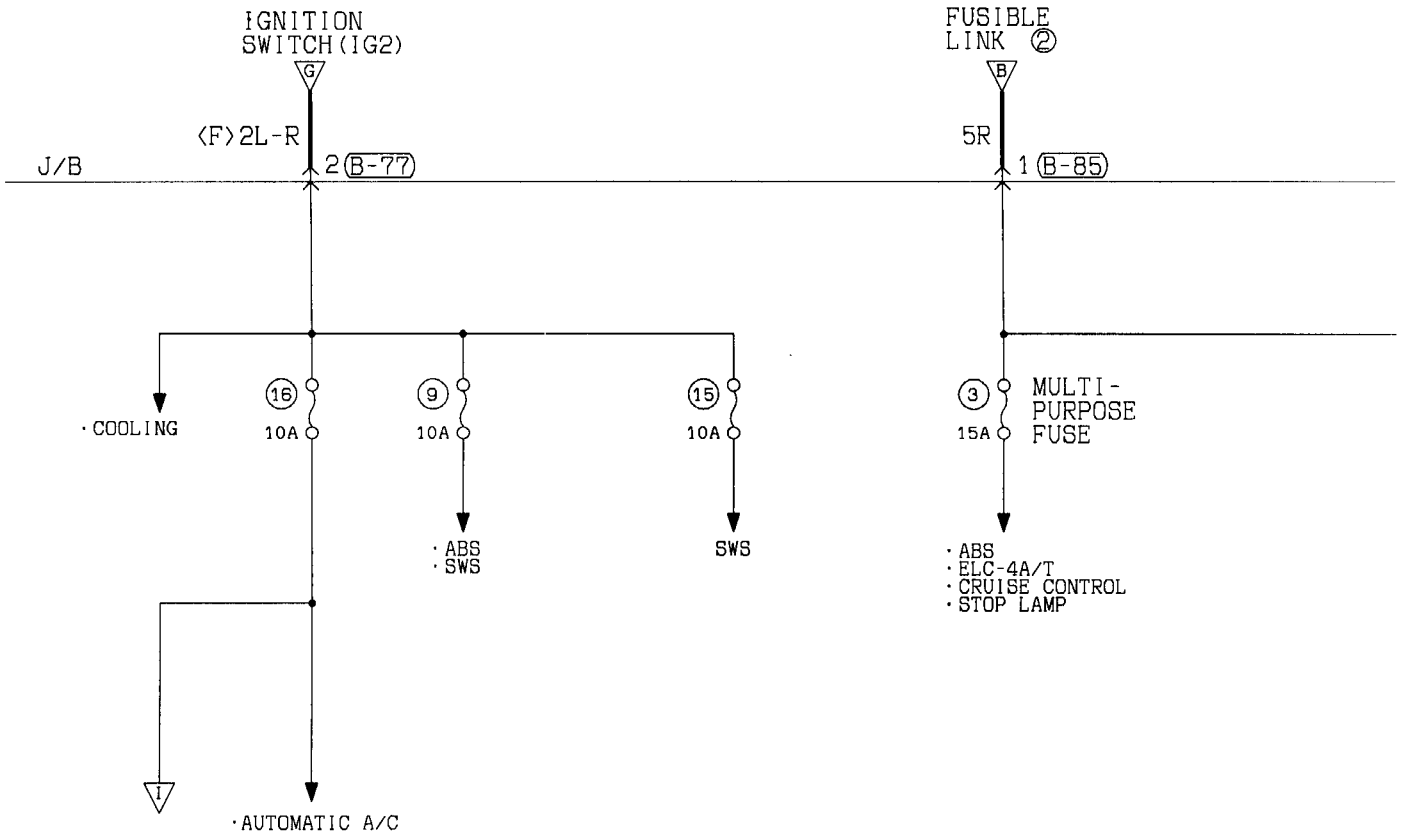 IGNITION
SWITCH(IG2)
G
<F>2L-R
2 (B-77)
J/B
FUSIBLE
LINK ②
B
5R
1 (B-85)
·COOLING
16
10A
9
10A
15
10A
3
15A
MULTI-
PURPOSE
FUSE
·ABS
·SWS
SWS
·ABS
·ELC-4A/T
·CRUISE CONTROL
·STOP LAMP
I
·AUTOMATIC A/C